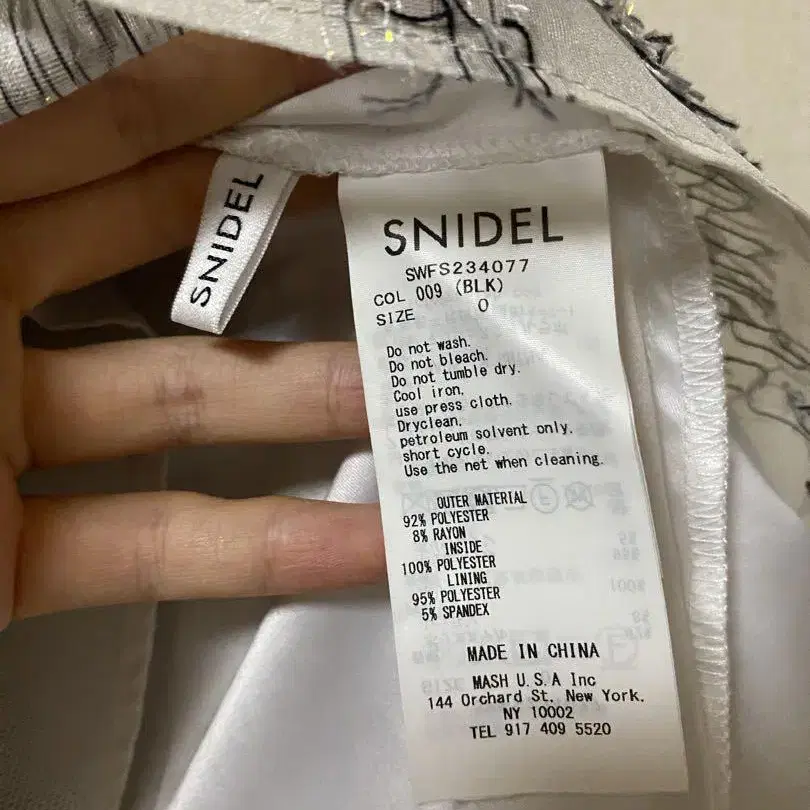 SNIDEL
SNIDEL
SWFS234077
COL 009 (BLK)
SIZE 0
Do not wash.
Do not bleach.
Do not tumble dry.
Cool iron,
use press cloth.
Dryclean,
petroleum solvent only.
short cycle.
Use the net when cleaning.
OUTER MATERIAL
92% POLYESTER
8% RAYON
INSIDE
100% POLYESTER
LINING
95% POLYESTER
5% SPANDEX
MADE IN CHINA
MASH U.S.A Inc
144 Orchard St, New York.
NY 10002
TEL 917 409 5520